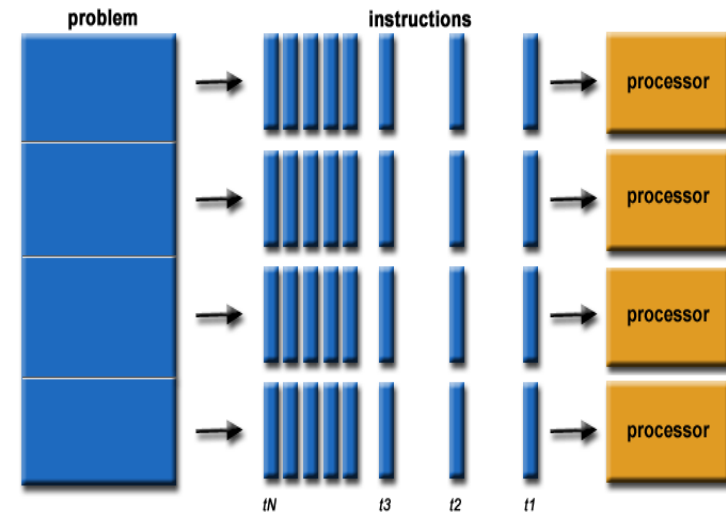 problem
instructions
processor
processor
processor
processor
tN t3 t2 t1